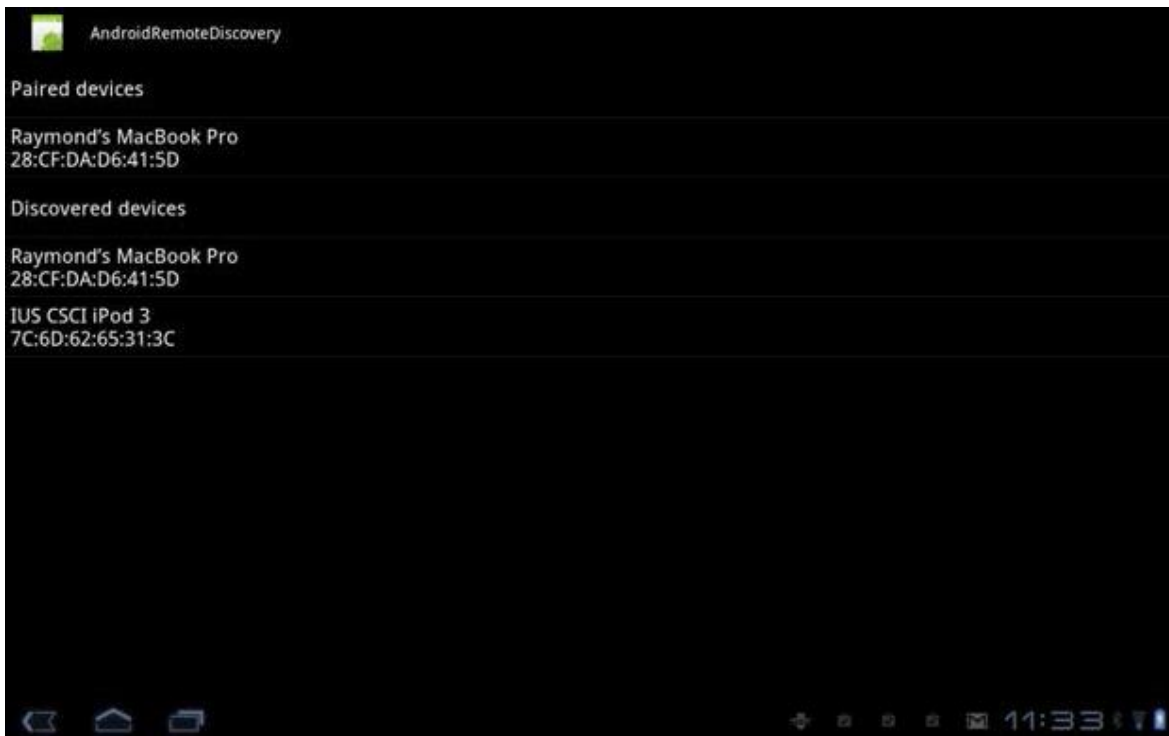 AndroidRemoteDiscovery
Paired devices
Raymond's MacBook Pro
28:CF:DA:D6:41:5D
Discovered devices
Raymond's MacBook Pro
28:CF:DA:D6:41:5D
IUS CSCI iPod 3
7C:6D:62:65:31:3C
11:33